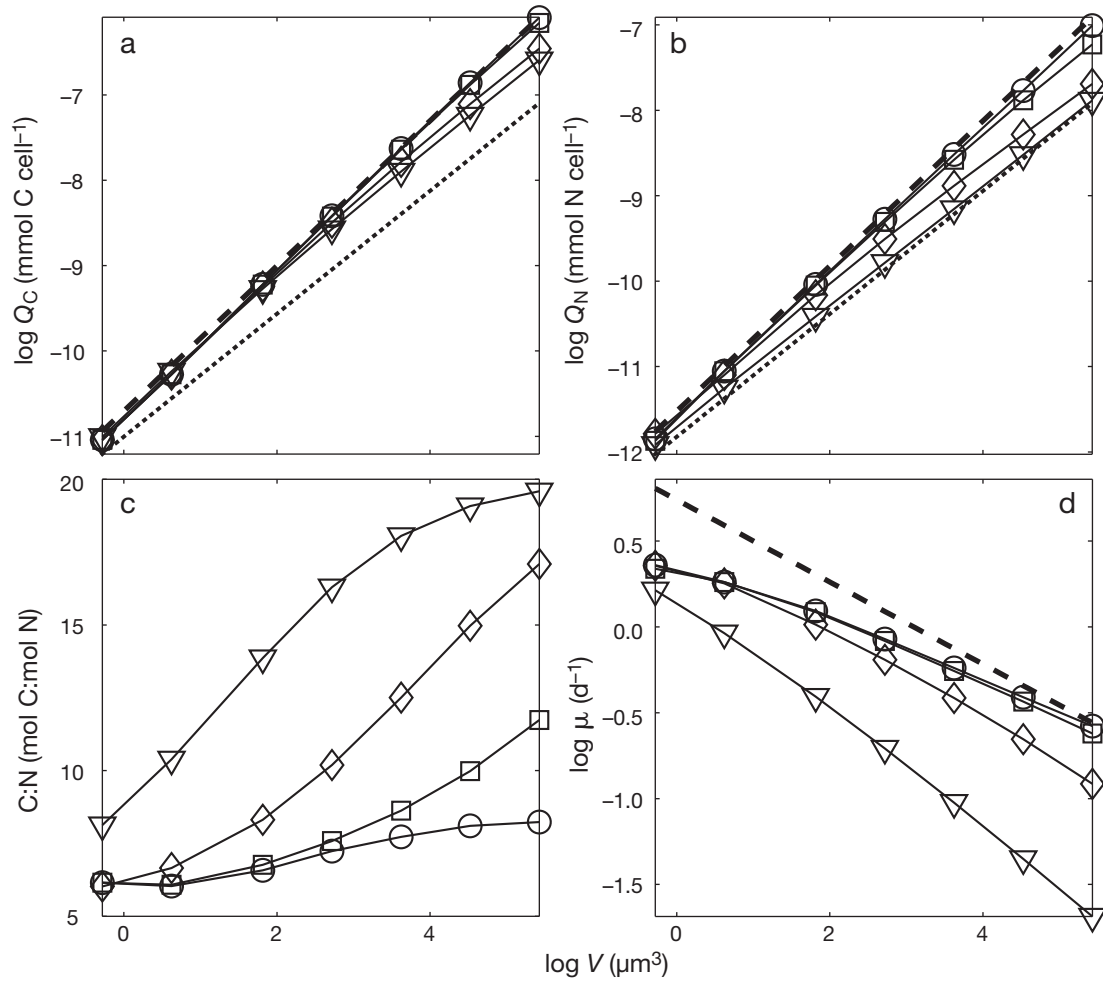 a
−7
−8
−9
−10
−11
log Q_C (mmol C cell⁻¹)
b
−7
−8
−9
−10
−11
−12
log Q_N (mmol N cell⁻¹)
c
20
15
10
5
0
2
4
C:N (mol C:mol N)
d
0.5
0.0
−0.5
−1.0
−1.5
0
2
4
log µ (d⁻¹)
log V (µm³)